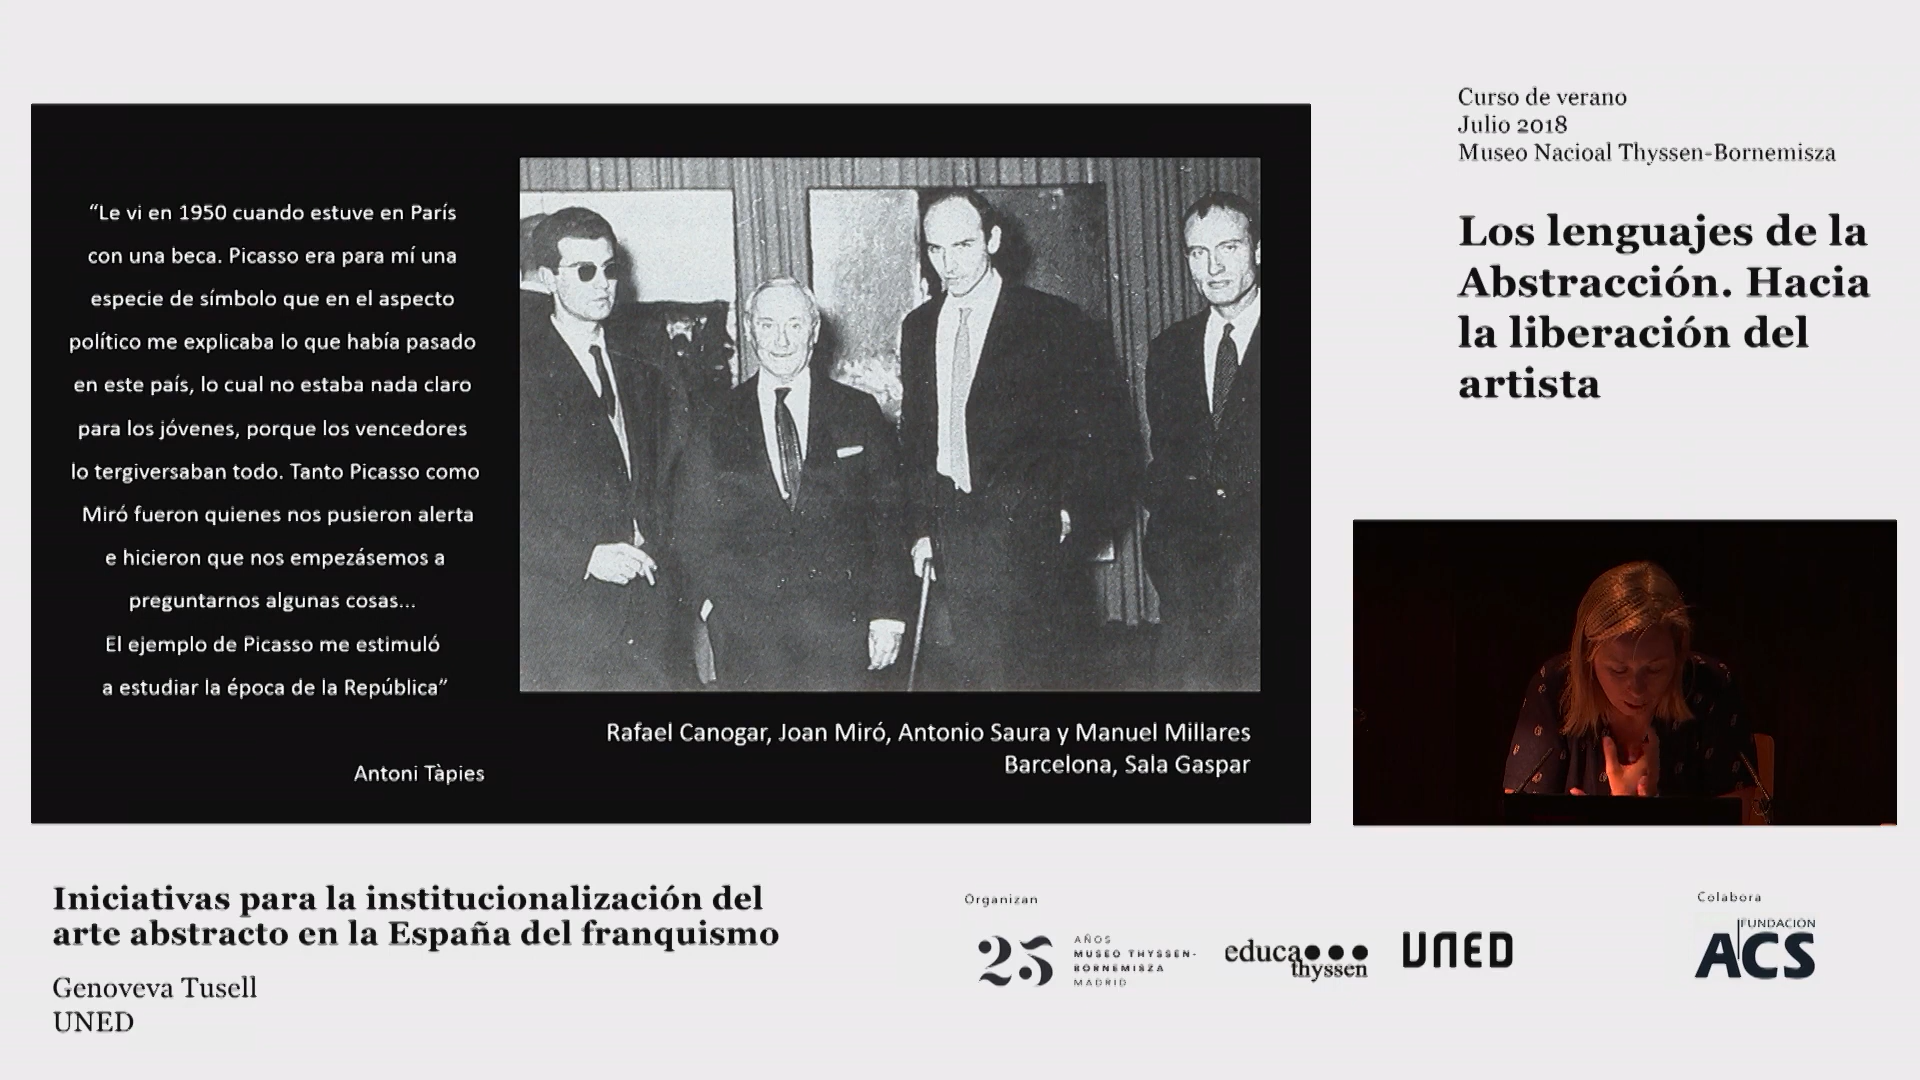 Curso de verano
Julio 2018
Museo Nacioal Thyssen-Bornemisza
Los lenguajes de la
Abstracción. Hacia
la liberación del
artista
“Le vi en 1950 cuando estuve en París
con una beca. Picasso era para mí una
especie de símbolo que en el aspecto
político me explicaba lo que había pasado
en este país, lo cual no estaba nada claro
para los jóvenes, porque los vencedores
lo tergiversaban todo. Tanto Picasso como
Miró fueron quienes nos pusieron alerta
e hicieron que nos empezásemos a
preguntarnos algunas cosas...
El ejemplo de Picasso me estimuló
a estudiar la época de la República”
Antoni Tàpies
Rafael Canogar, Joan Miró, Antonio Saura y Manuel Millares
Barcelona, Sala Gaspar
Iniciativas para la institucionalización del
arte abstracto en la España del franquismo
Genoveva Tusell
UNED
Organizan
25
AÑOS
MUSEO THYSSEN-
BORNEMISZA
MADRID
educa
thyssen
UNED
Colabora
FUNDACIÓN
ACS